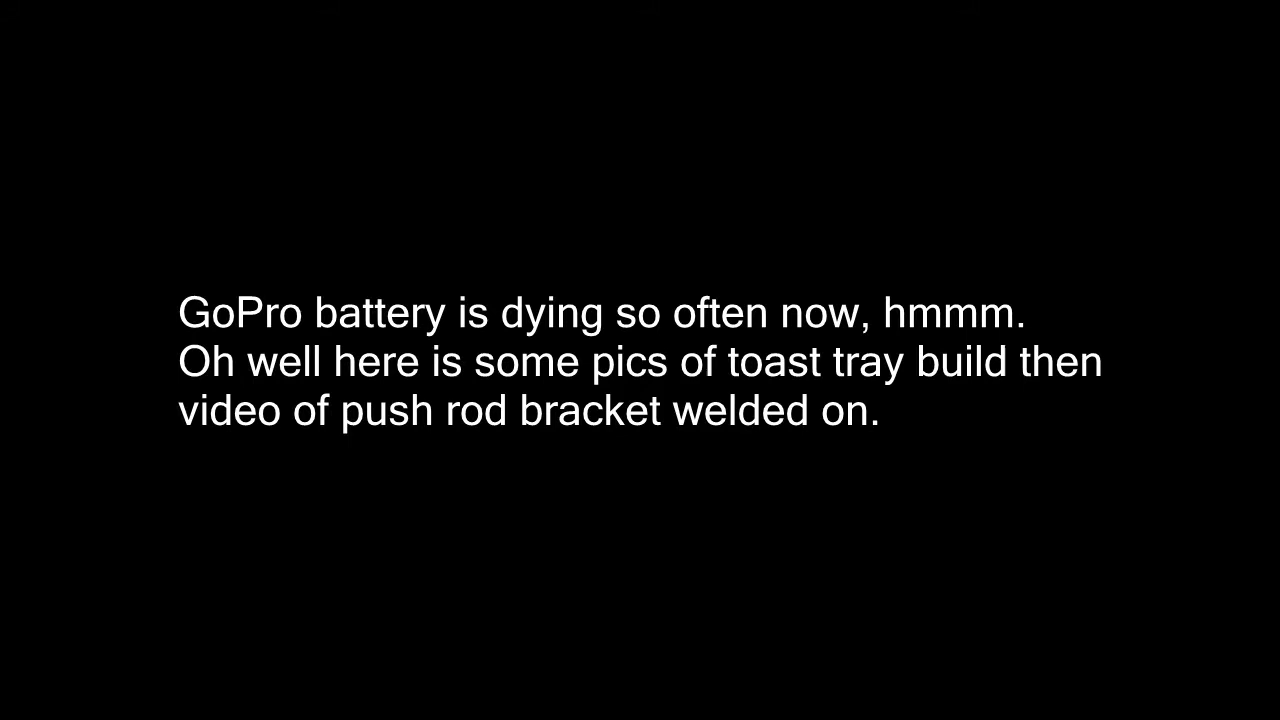 GoPro battery is dying so often now, hmmm.
Oh well here is some pics of toast tray build then
video of push rod bracket welded on.